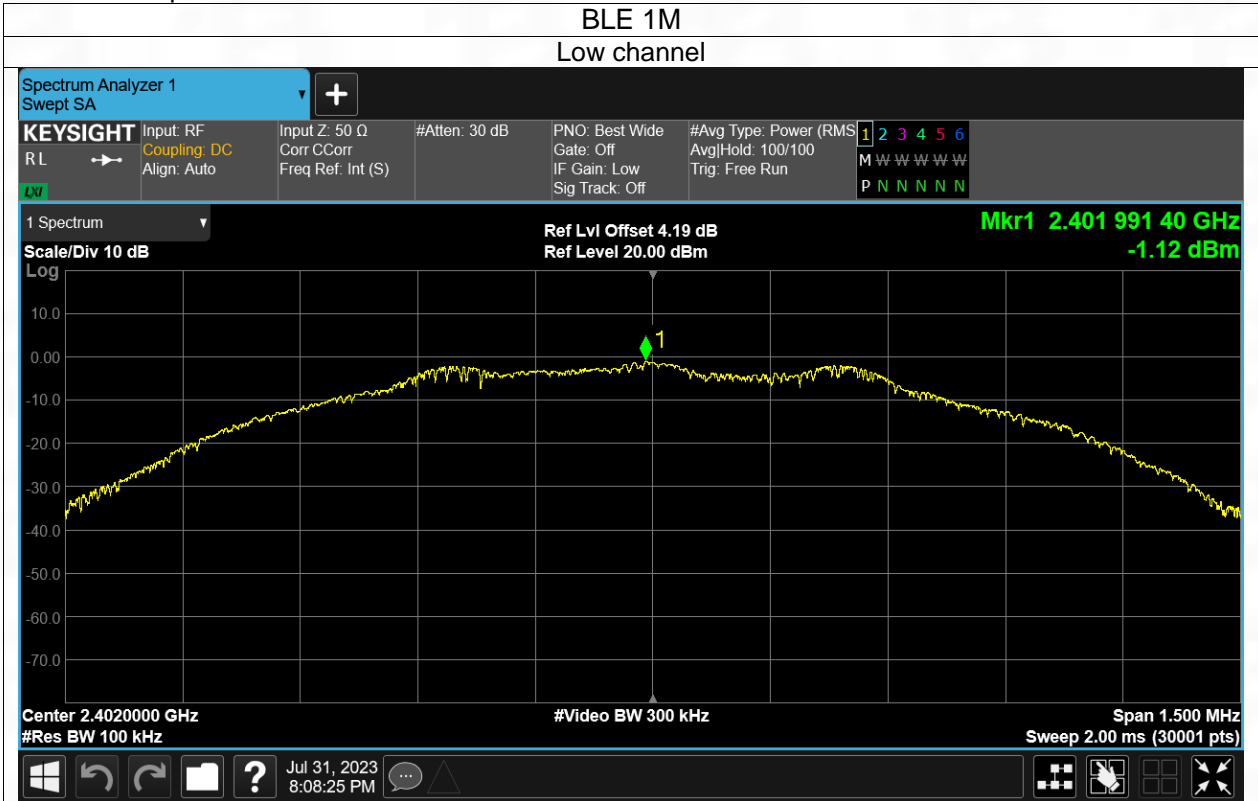 BLE 1M
Low channel
Spectrum Analyzer 1
Swept SA
KEYSIGHT
R L
LXI
Input: RF
Coupling: DC
Align: Auto
Input Z: 50 Ω
Corr CCorr
Freq Ref: Int (S)
#Atten: 30 dB
PNO: Best Wide
Gate: Off
IF Gain: Low
Sig Track: Off
#Avg Type: Power (RMS
Avg|Hold: 100/100
Trig: Free Run
1 2 3 4 5 6
M W W W W W
P N N N N N
1 Spectrum
Scale/Div 10 dB
Log
Ref Lvl Offset 4.19 dB
Ref Level 20.00 dBm
Mkr1 2.401 991 40 GHz
-1.12 dBm
1
10.0
0.00
-10.0
-20.0
-30.0
-40.0
-50.0
-60.0
-70.0
Center 2.4020000 GHz
#Res BW 100 kHz
#Video BW 300 kHz
Span 1.500 MHz
Sweep 2.00 ms (30001 pts)
?
Jul 31, 2023
8:08:25 PM